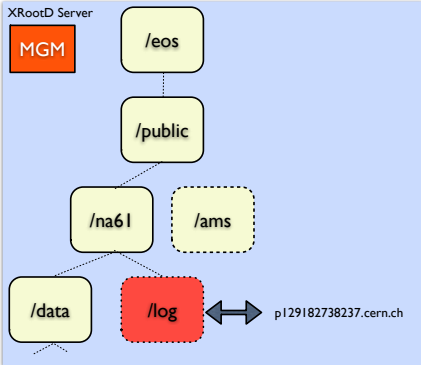 XRootD Server
MGM
/eos
/public
/na61
/ams
/data
/log
p129182738237.cern.ch